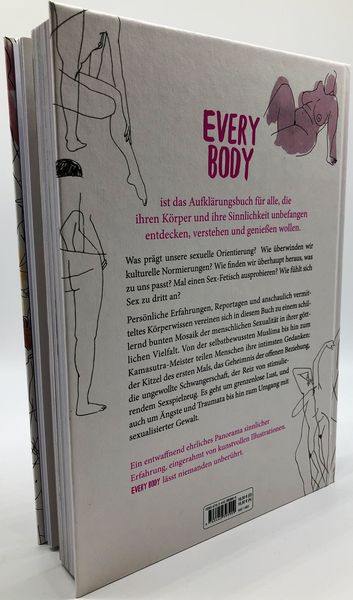 EVERY
BODY
ist das Aufklärungsbuch für alle, die
ihren Körper und ihre Sinnlichkeit unbefangen
entdecken, verstehen und genießen wollen.
Was prägt unsere sexuelle Orientierung? Wie überwinden wir
kulturelle Normierungen? Wie finden wir überhaupt heraus, was
zu uns passt? Mal einen Sex-Fetisch ausprobieren? Wie fühlt sich
Sex zu dritt an?
Persönliche Erfahrungen, Reportagen und anschaulich vermit-
teltes Körperwissen vereinen sich in diesem Buch zu einem schil-
lernd bunten Mosaik der menschlichen Sexualität in ihrer gött-
lichen Vielfalt. Von der selbstbewussten Muslima bis hin zum
Kamasutra-Meister teilen Menschen ihre intimsten Gedanken:
der Kitzel des ersten Mals, das Geheimnis der offenen Beziehung,
die ungewollte Schwangerschaft, der Reiz von stimulie-
rendem Sexspielzeug. Es geht um grenzenlose Lust, und
auch um Ängste und Traumata bis hin zum Umgang mit
sexualisierter Gewalt.
Ein entwaffnend ehrliches Panorama sinnlicher
Erfahrung, eingerahmt von kunstvollen Illustrationen.
EVERY BODY lässt niemanden unberührt.